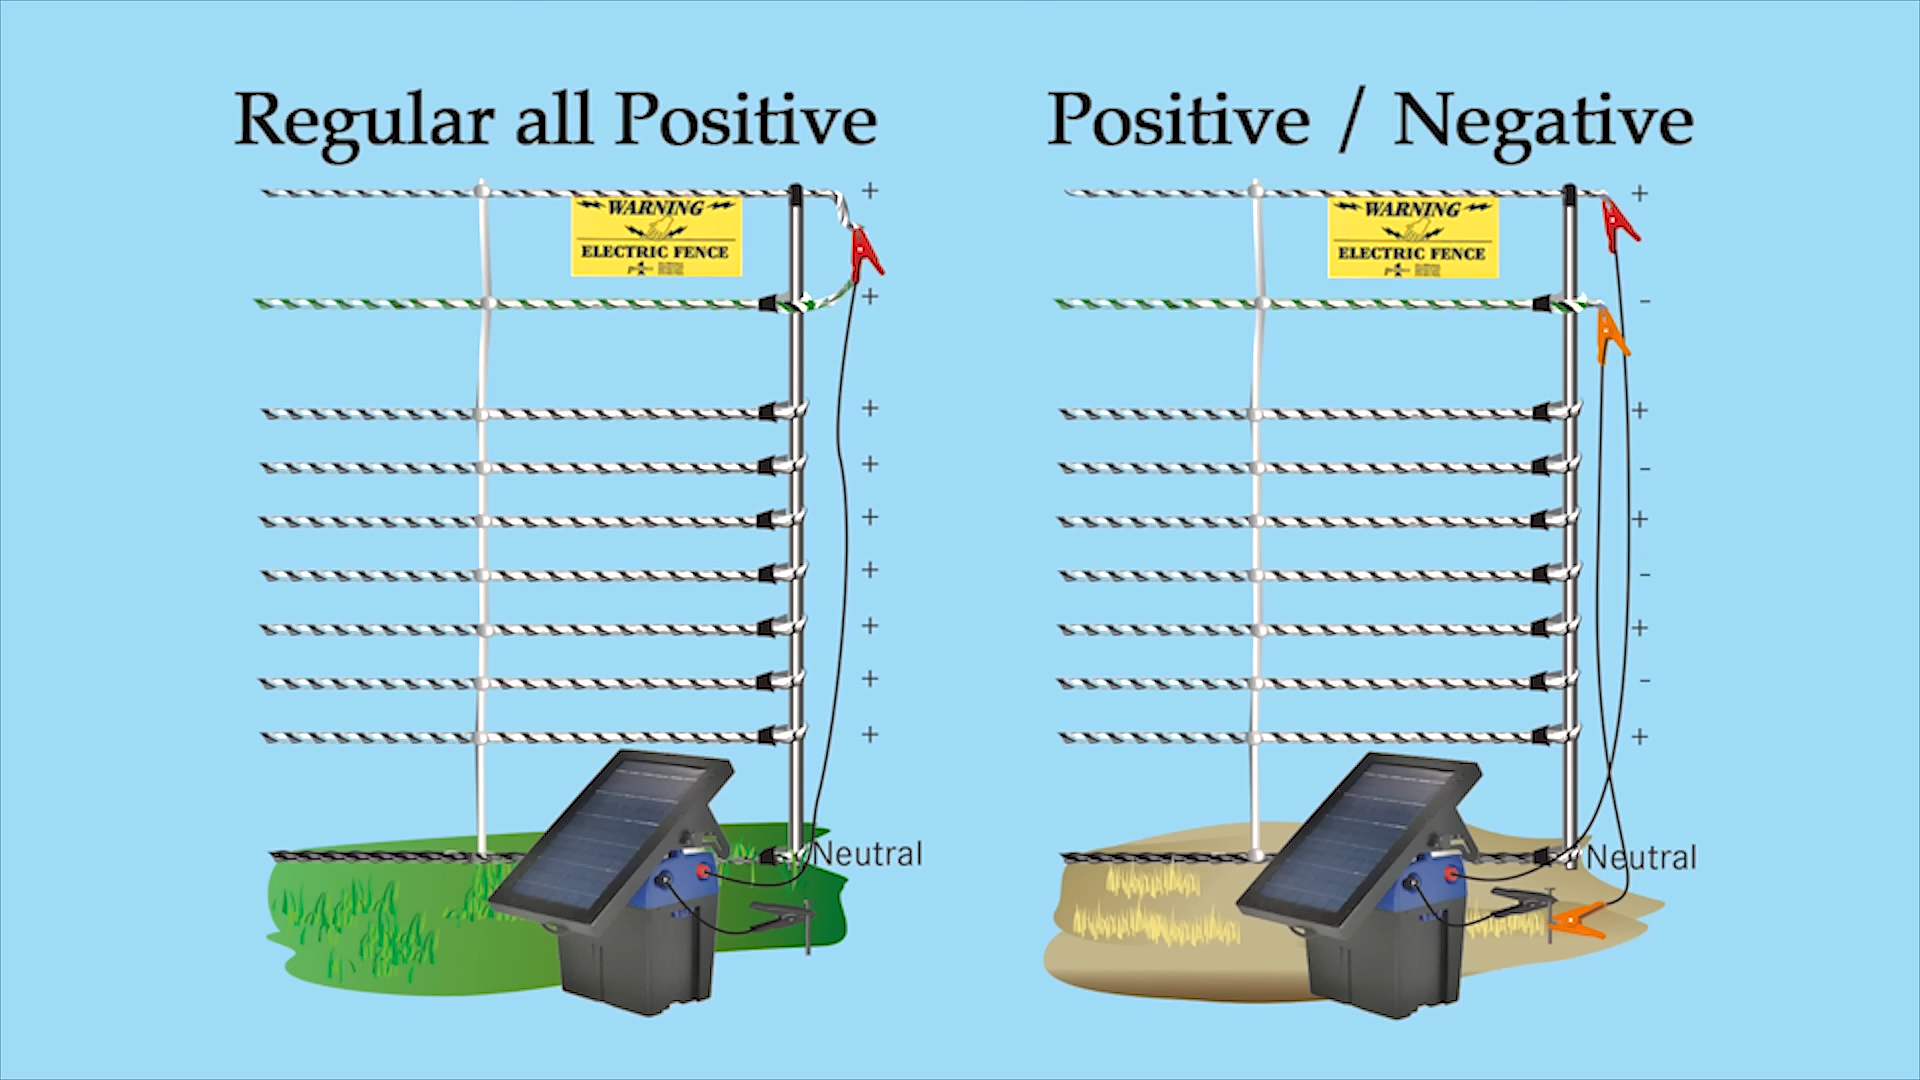 Regular all Positive
Positive / Negative
WARNING
ELECTRIC FENCE
WARNING
ELECTRIC FENCE
+
+
+
+
+
+
+
+
+
Neutral
+
-
+
-
+
-
+
-
+
Neutral